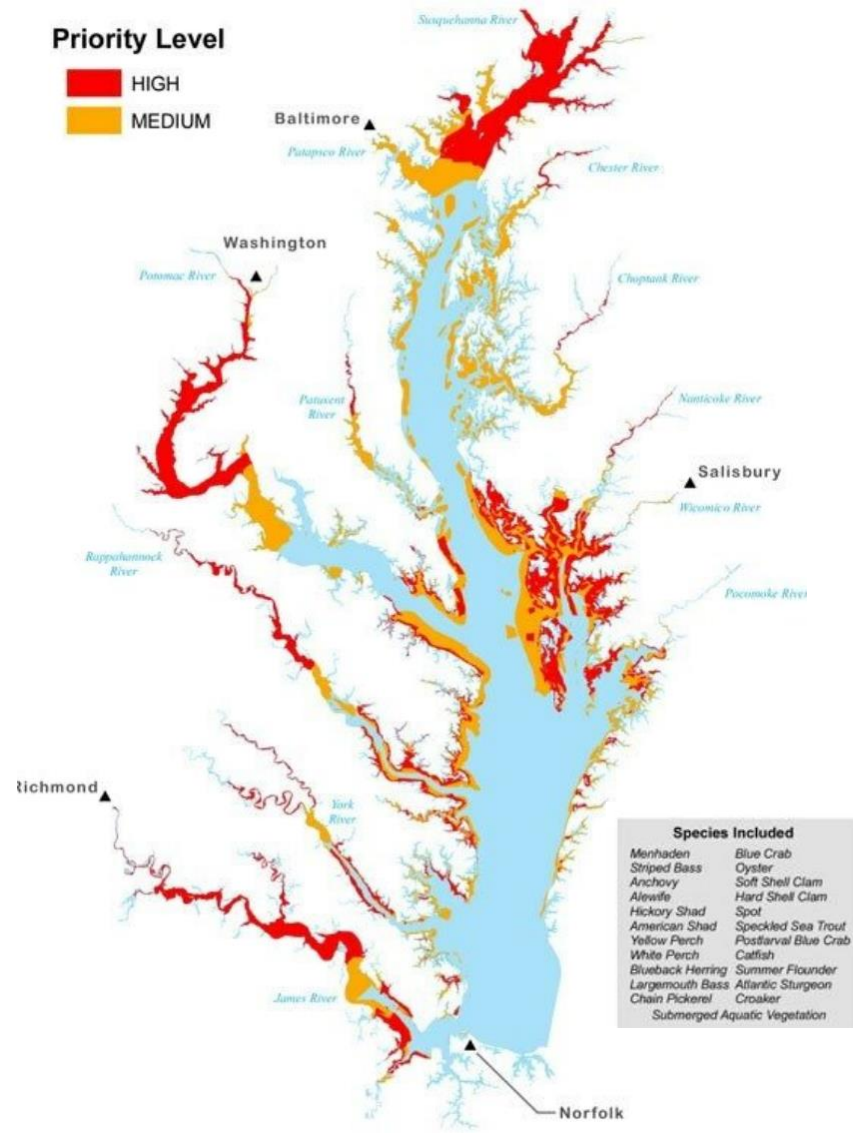 Susquehanna River
Priority Level
HIGH
MEDIUM
Baltimore
Patapsco River
Chester River
Washington
Potomac River
Choptank River
Patuxent
River
Nanticoke River
Salisbury
Wicomico River
Rappahannock
River
Pocomoke River
Richmond
York
River
James River
Norfolk
Species Included
Menhaden Blue Crab
Striped Bass Oyster
Anchovy Soft Shell Clam
Alewife Hard Shell Clam
Hickory Shad Spot
American Shad Speckled Sea Trout
Yellow Perch Postlarval Blue Crab
White Perch Catfish
Blueback Herring Summer Flounder
Largemouth Bass Atlantic Sturgeon
Chain Pickerel Croaker
Submerged Aquatic Vegetation